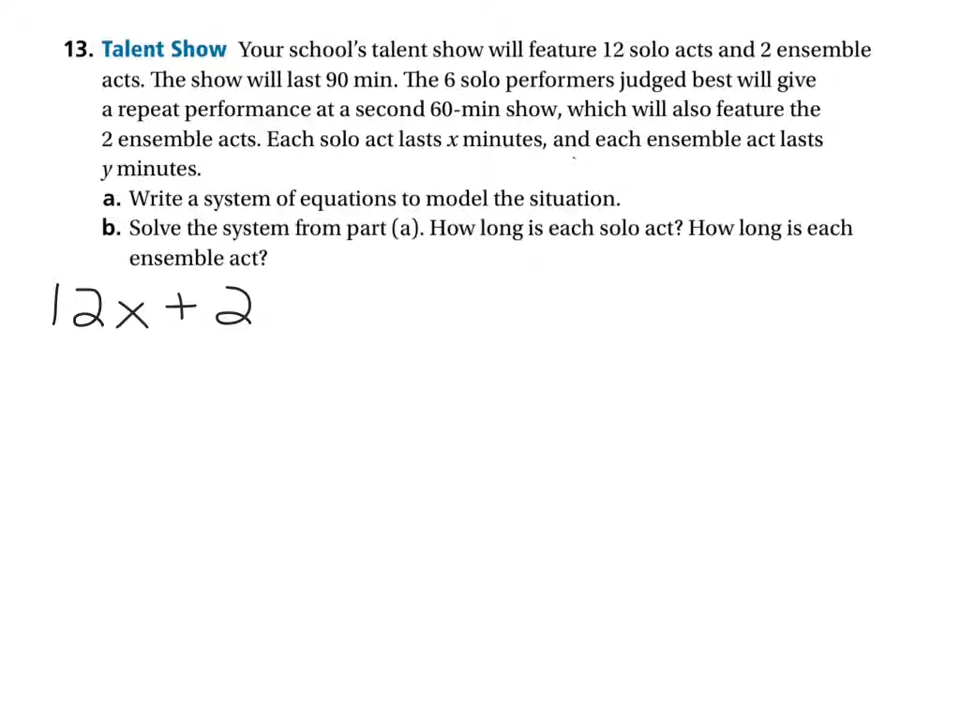 13. Talent Show Your school's talent show will feature 12 solo acts and 2 ensemble
acts. The show will last 90 min. The 6 solo performers judged best will give
a repeat performance at a second 60-min show, which will also feature the
2 ensemble acts. Each solo act lasts x minutes, and each ensemble act lasts
y minutes.
a. Write a system of equations to model the situation.
b. Solve the system from part (a). How long is each solo act? How long is each
ensemble act?
12x + 2